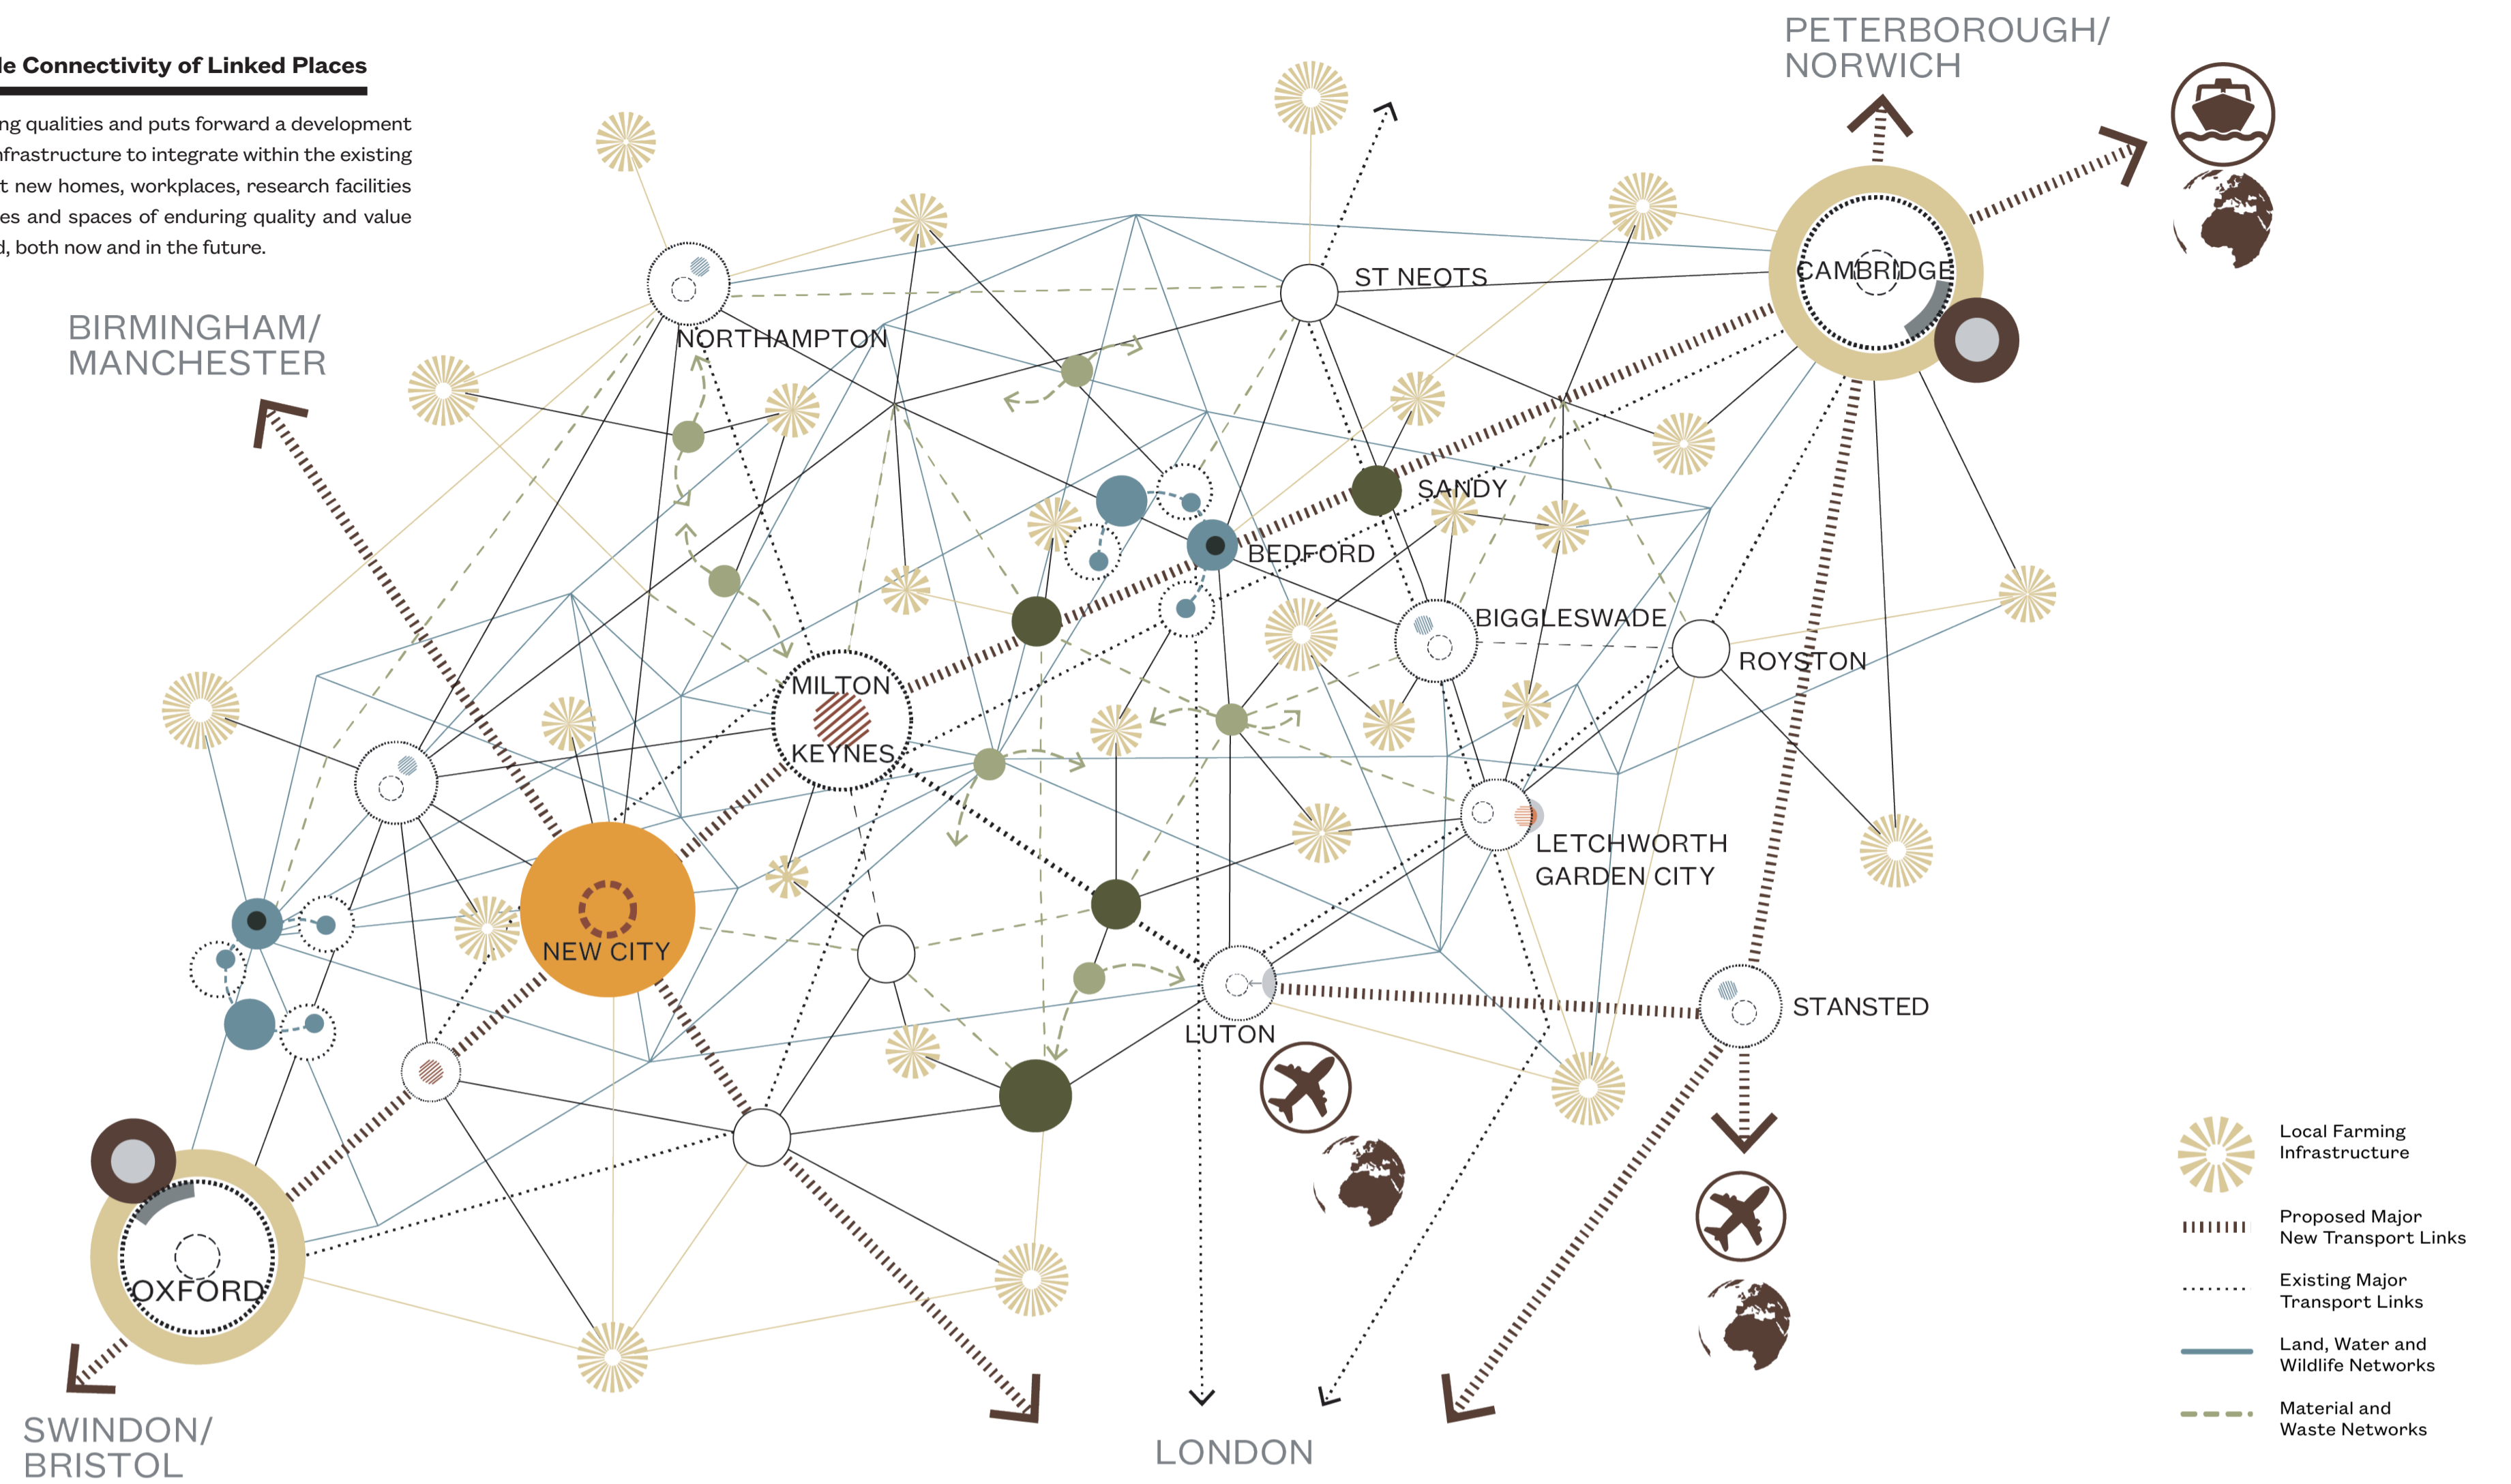 le Connectivity of Linked Places
ng qualities and puts forward a development
nfrastructure to integrate within the existing
t new homes, workplaces, research facilities
es and spaces of enduring quality and value
d, both now and in the future.
PETERBOROUGH/
NORWICH
BIRMINGHAM/
MANCHESTER
NORTHAMPTON
ST NEOTS
CAMBRIDGE
SANDY
BEDFORD
BIGGLESWADE
ROYSTON
MILTON
KEYNES
LETCHWORTH
GARDEN CITY
NEW CITY
LUTON
STANSTED
OXFORD
SWINDON/
BRISTOL
LONDON
Local Farming
Infrastructure
Proposed Major
New Transport Links
Existing Major
Transport Links
Land, Water and
Wildlife Networks
Material and
Waste Networks